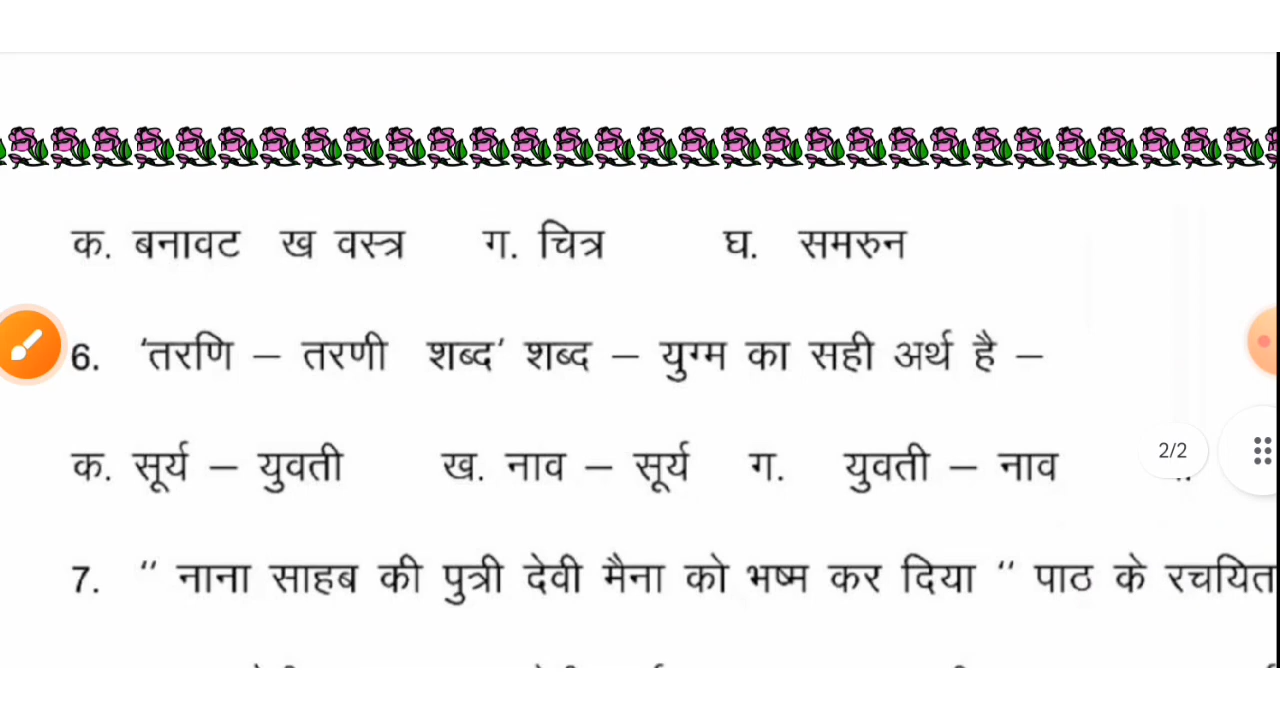 क. बनावट ख वस्त्र ग. चित्र घ. समरुन
6. 'तरणि – तरणी शब्द' शब्द – युग्म का सही अर्थ है –
क. सूर्य – युवती ख. नाव – सूर्य ग. युवती – नाव
2/2
7. " नाना साहब की पुत्री देवी मैना को भष्म कर दिया " पाठ के रचयित